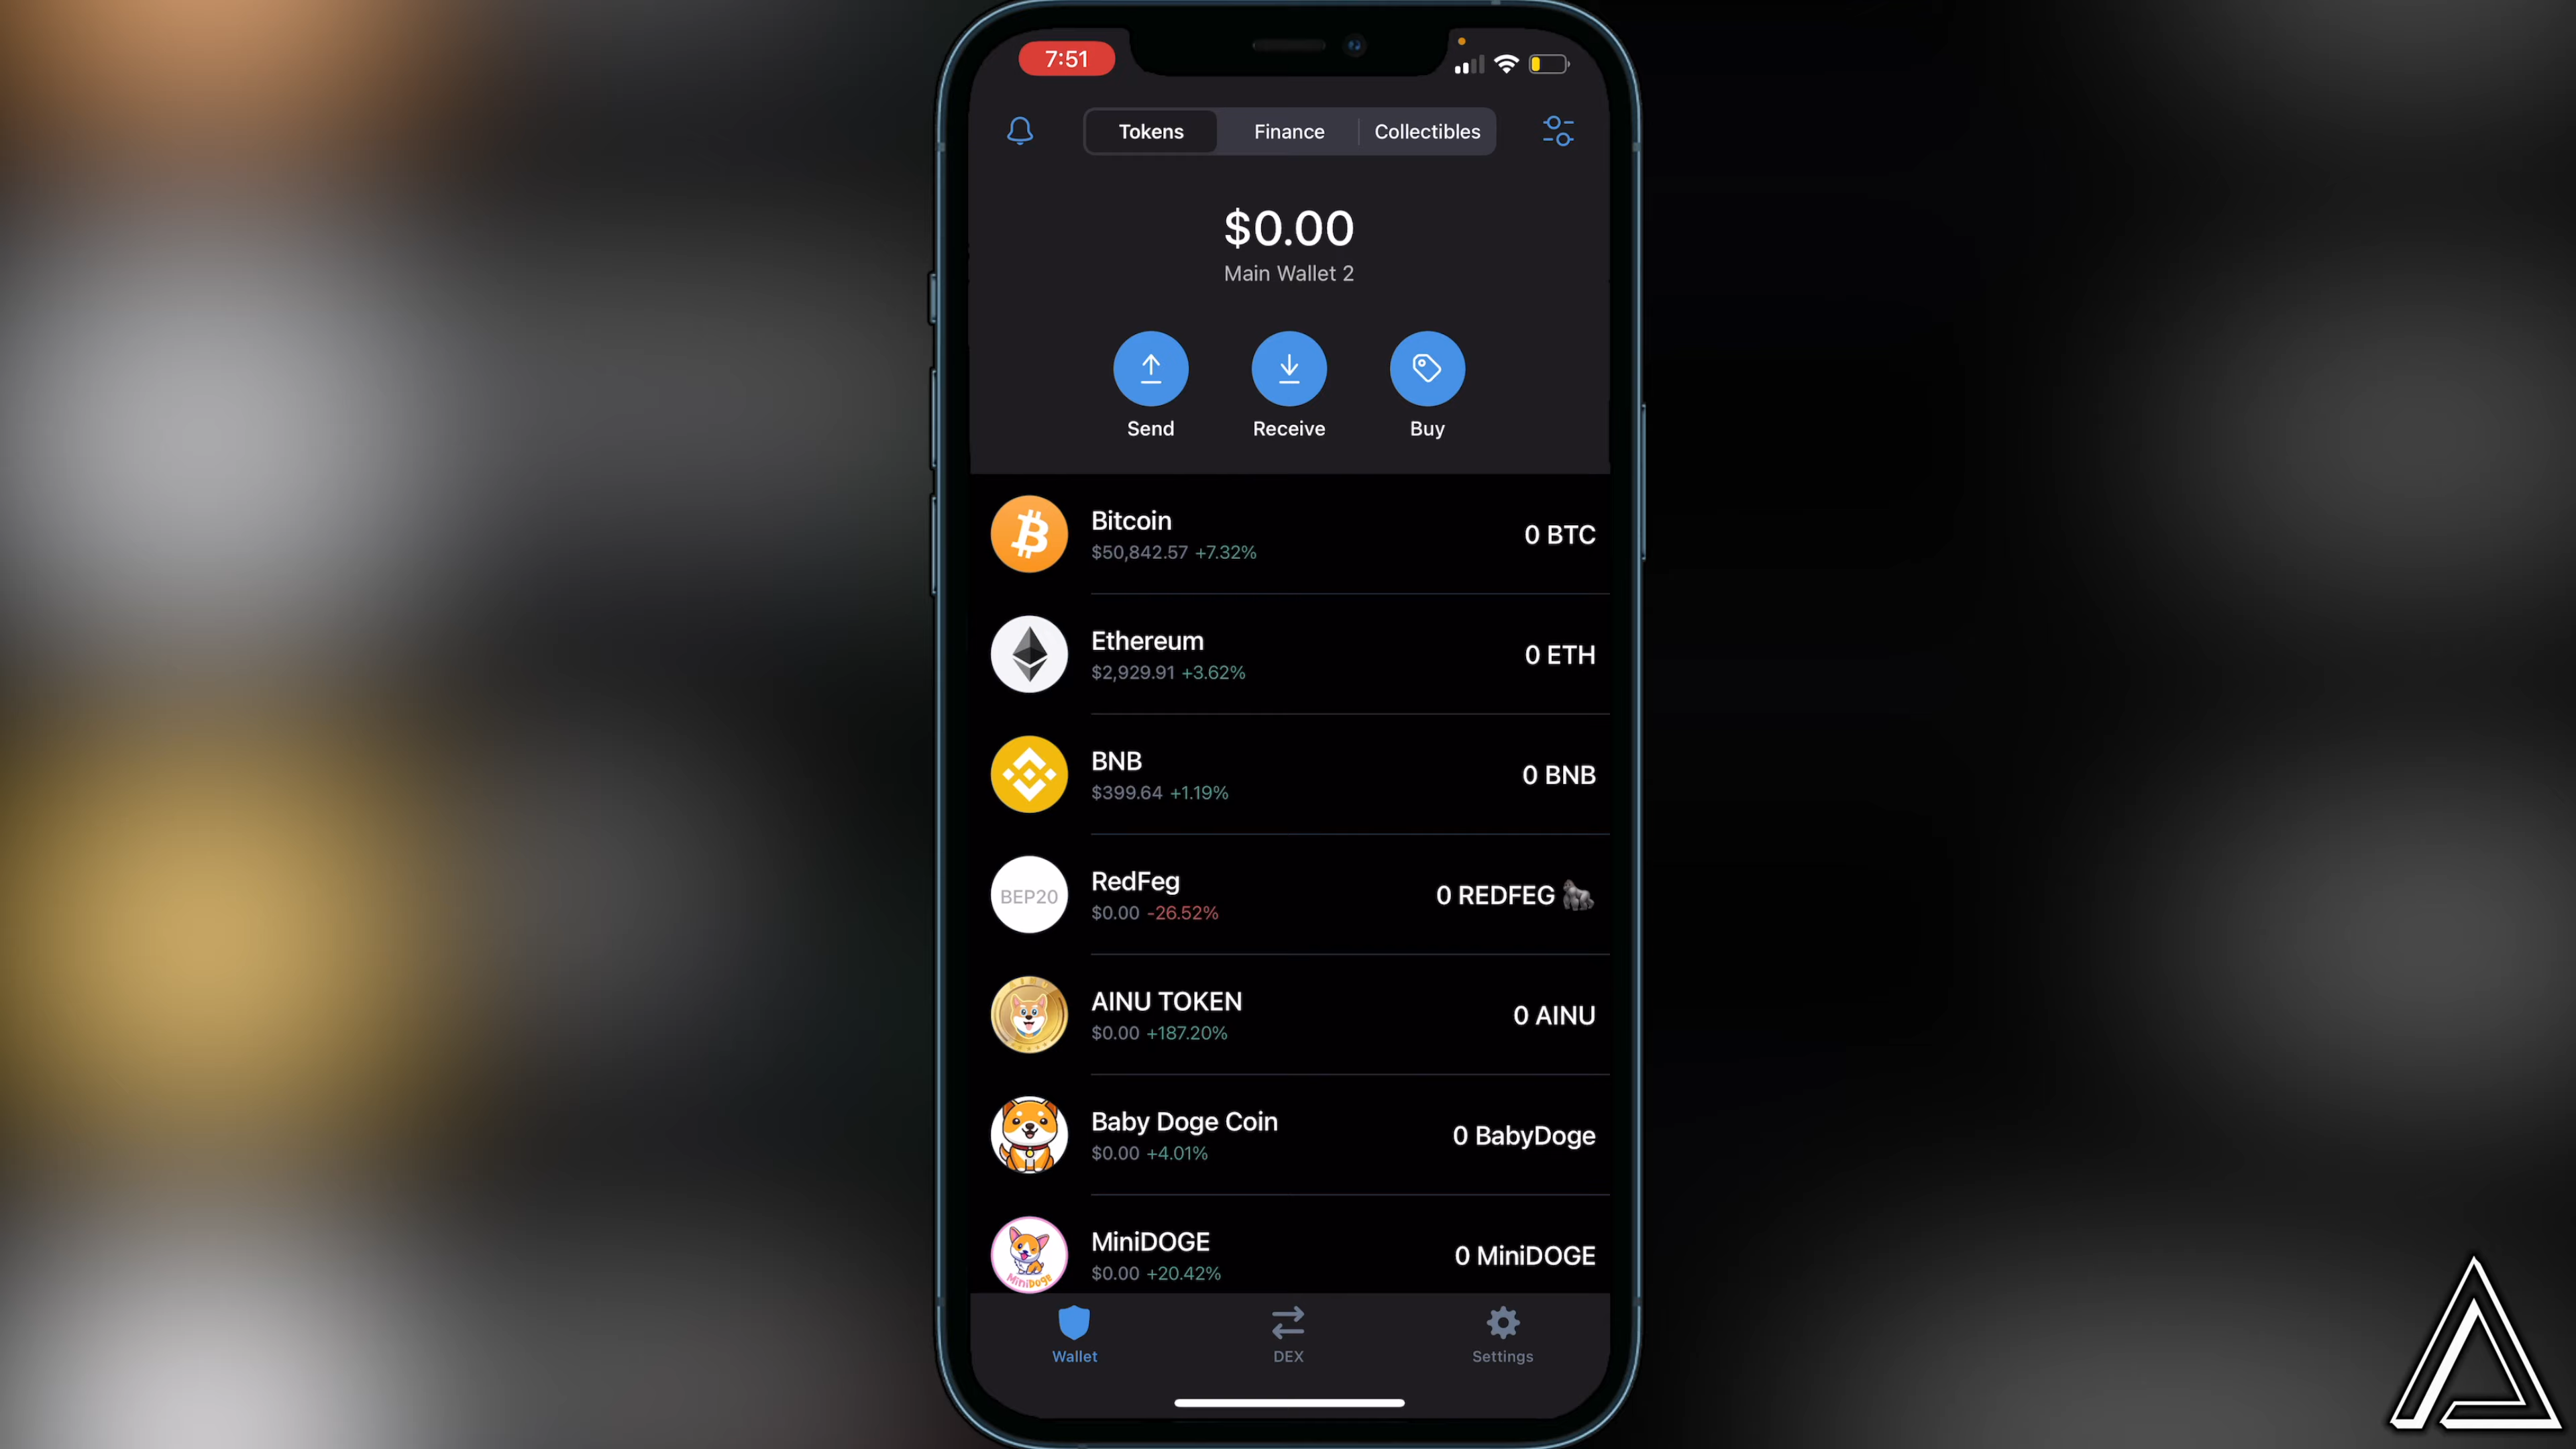 7:51
Tokens
Finance
Collectibles
$0.00
Main Wallet 2
Send
Receive
Buy
Bitcoin
$50,842.57 +7.32%
0 BTC
Ethereum
$2,929.91 +3.62%
0 ETH
BNB
$399.64 +1.19%
0 BNB
BEP20
RedFeg
$0.00 -26.52%
0 REDFEG 🦍
AINU TOKEN
$0.00 +187.20%
0 AINU
Baby Doge Coin
$0.00 +4.01%
0 BabyDoge
MiniDOGE
MiniDOGE
$0.00 +20.42%
0 MiniDOGE
Wallet
DEX
Settings